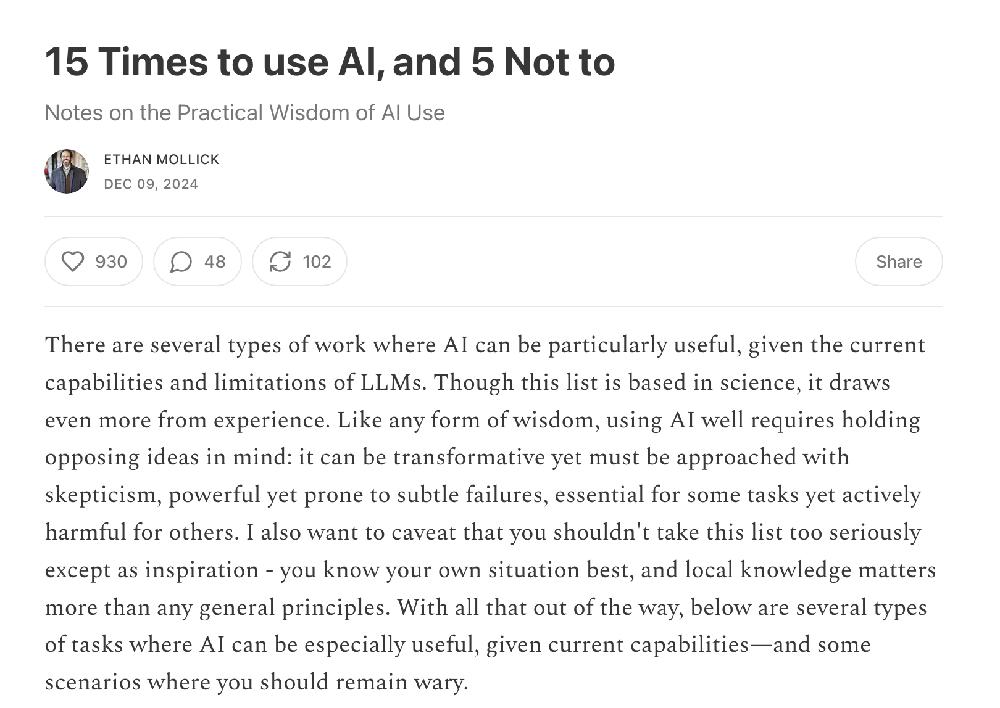 15 Times to use AI, and 5 Not to
Notes on the Practical Wisdom of AI Use
ETHAN MOLLICK
DEC 09, 2024
930 48 102 Share
There are several types of work where AI can be particularly useful, given the current
capabilities and limitations of LLMs. Though this list is based in science, it draws
even more from experience. Like any form of wisdom, using AI well requires holding
opposing ideas in mind: it can be transformative yet must be approached with
skepticism, powerful yet prone to subtle failures, essential for some tasks yet actively
harmful for others. I also want to caveat that you shouldn't take this list too seriously
except as inspiration - you know your own situation best, and local knowledge matters
more than any general principles. With all that out of the way, below are several types
of tasks where AI can be especially useful, given current capabilities—and some
scenarios where you should remain wary.